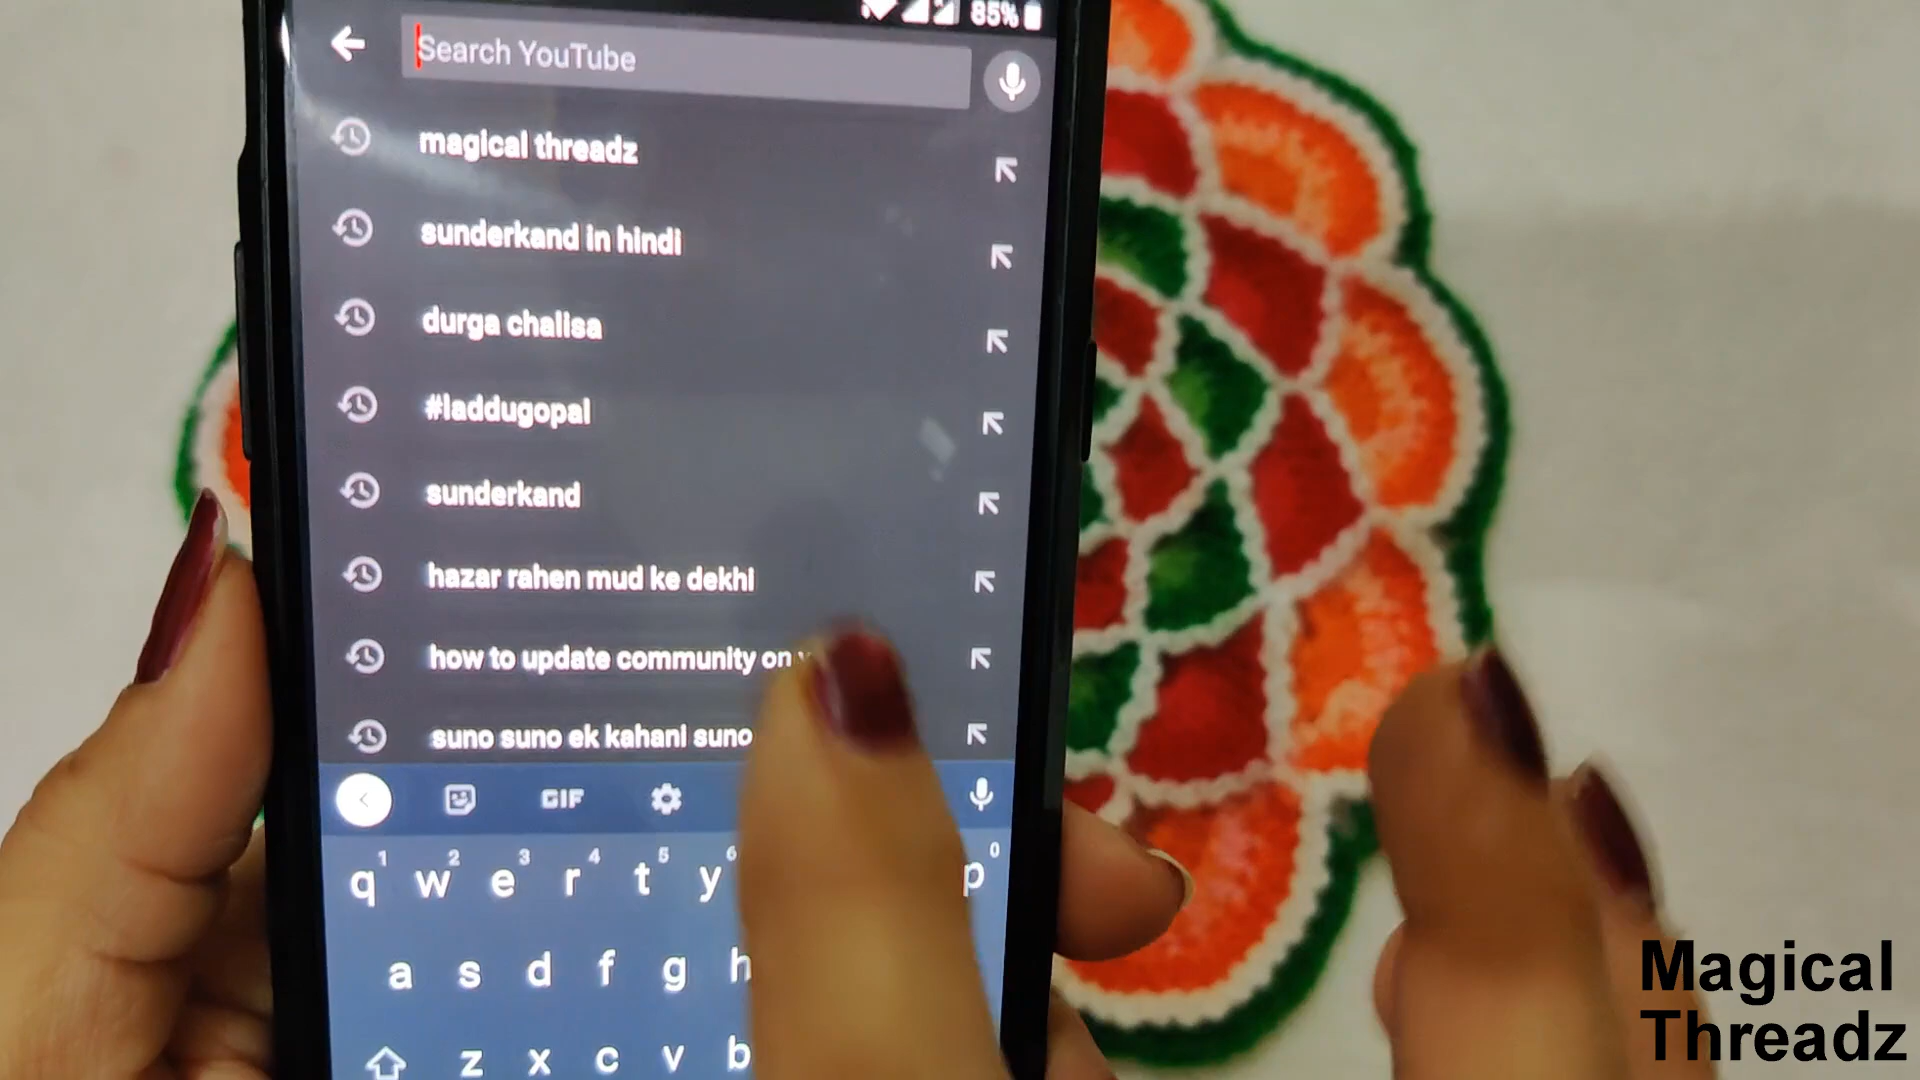 85%
Search YouTube
magical threadz
sunderkand in hindi
durga chalisa
#laddugopal
sunderkand
hazar rahen mud ke dekhi
how to update community on
suno suno ek kahani suno
GIF
1 2 3 4 5 6 0
q w e r t y p
a s d f g h
z x c v b
Magical
Threadz